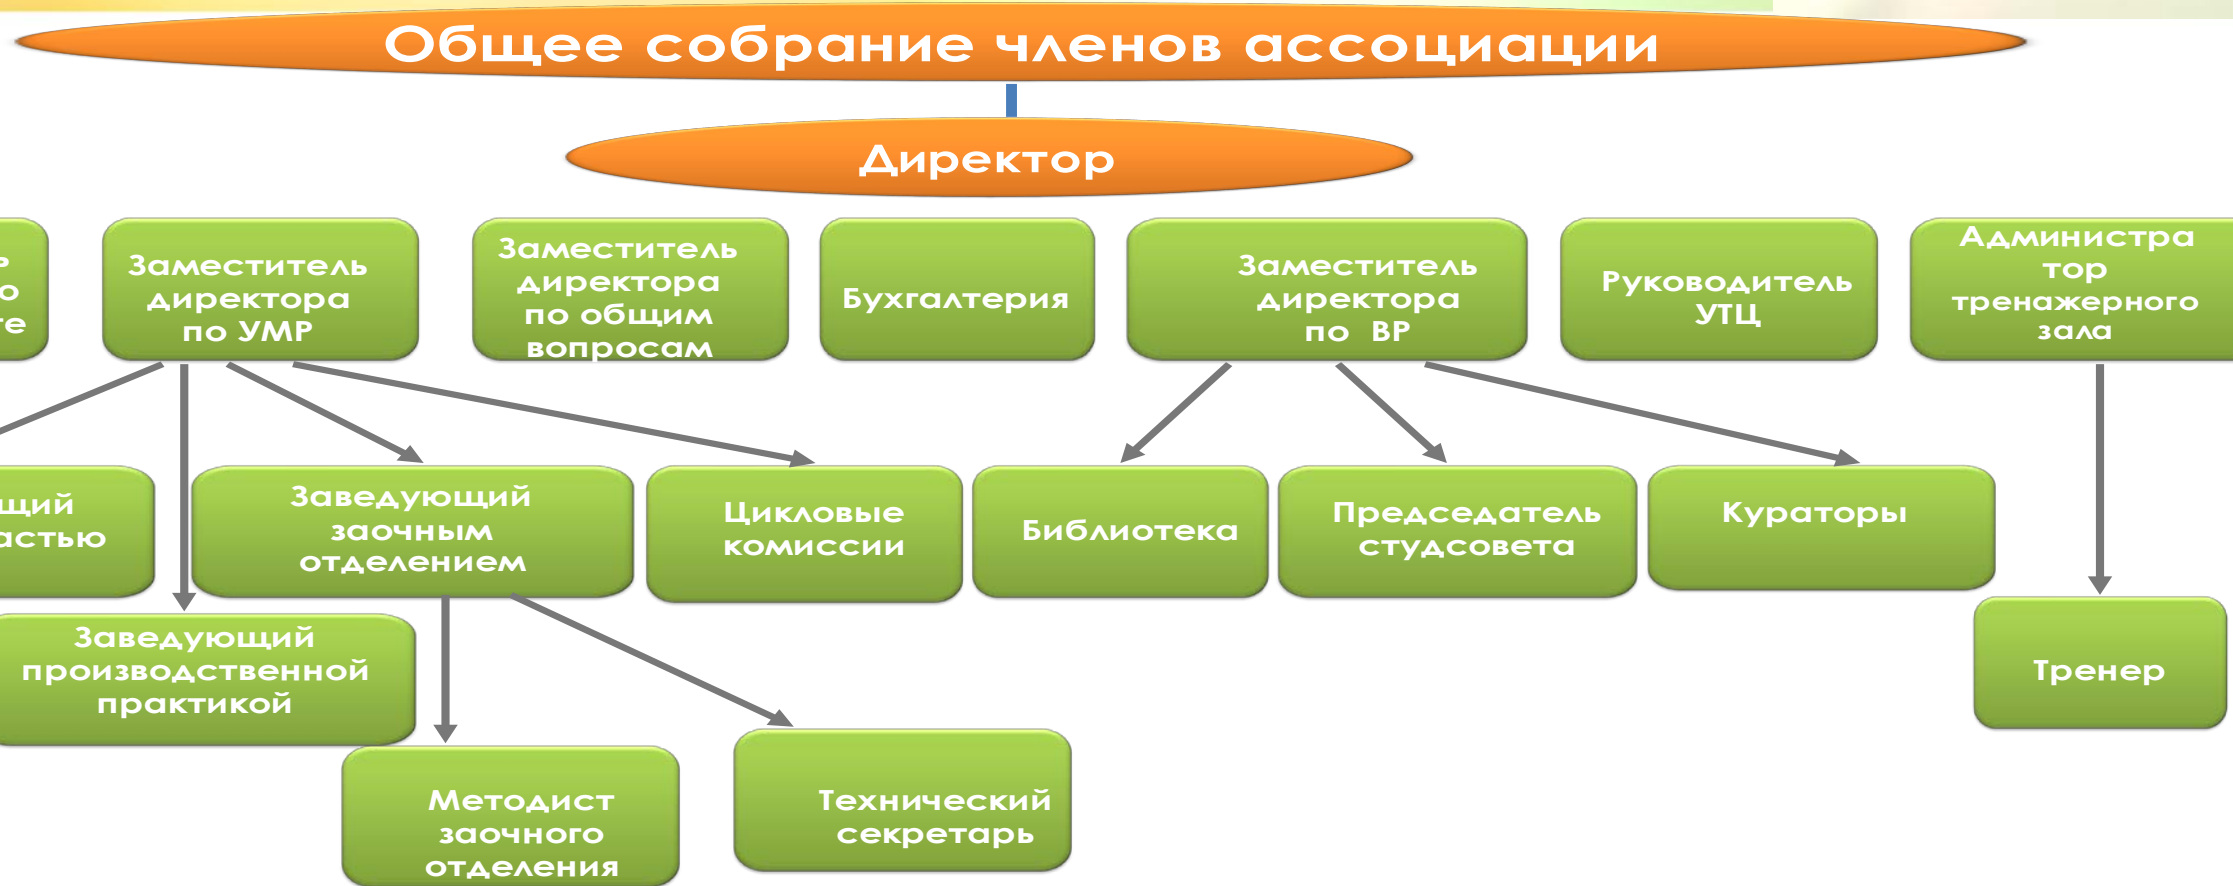 Общее собрание членов ассоциации
Директор
Заместитель
директора
по УМР
Заместитель
директора
по общим
вопросам
Бухгалтерия
Заместитель
директора
по ВР
Руководитель
УТЦ
Администра
тор
тренажерного
зала
Заведующий
заочным
отделением
Цикловые
комиссии
Библиотека
Председатель
студсовета
Кураторы
Заведующий
производственной
практикой
Тренер
Методист
заочного
отделения
Технический
секретарь